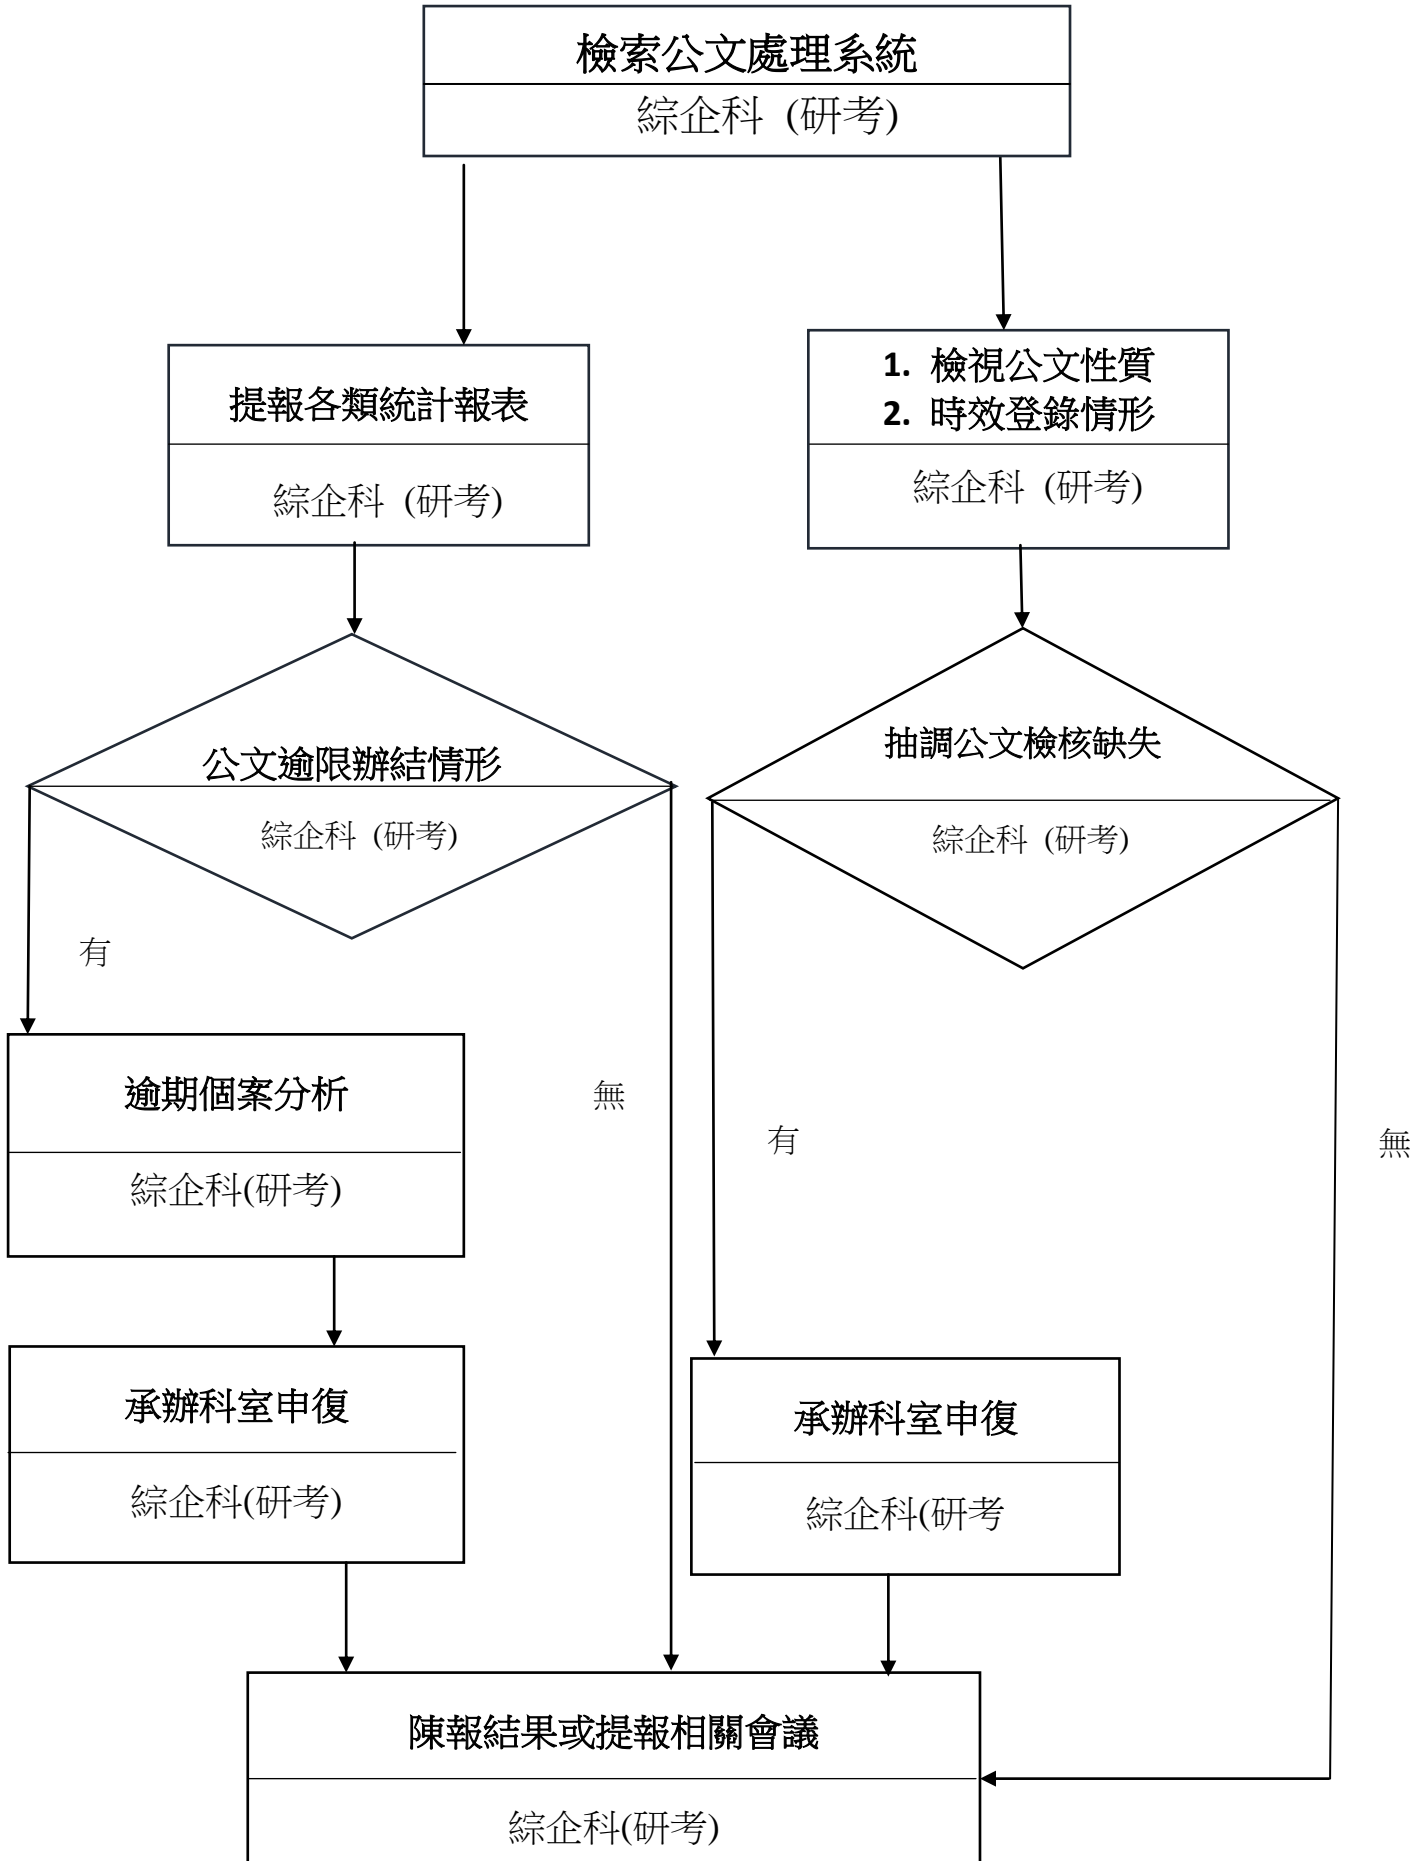 檢索公文處理系統
綜企科 (研考)
提報各類統計報表
綜企科 (研考)
1. 檢視公文性質
2. 時效登錄情形
綜企科 (研考)
公文逾限辦結情形
綜企科 (研考)
抽調公文檢核缺失
綜企科 (研考)
有
無
有
無
逾期個案分析
綜企科(研考)
承辦科室申復
綜企科(研考)
承辦科室申復
綜企科(研考
陳報結果或提報相關會議
綜企科(研考)